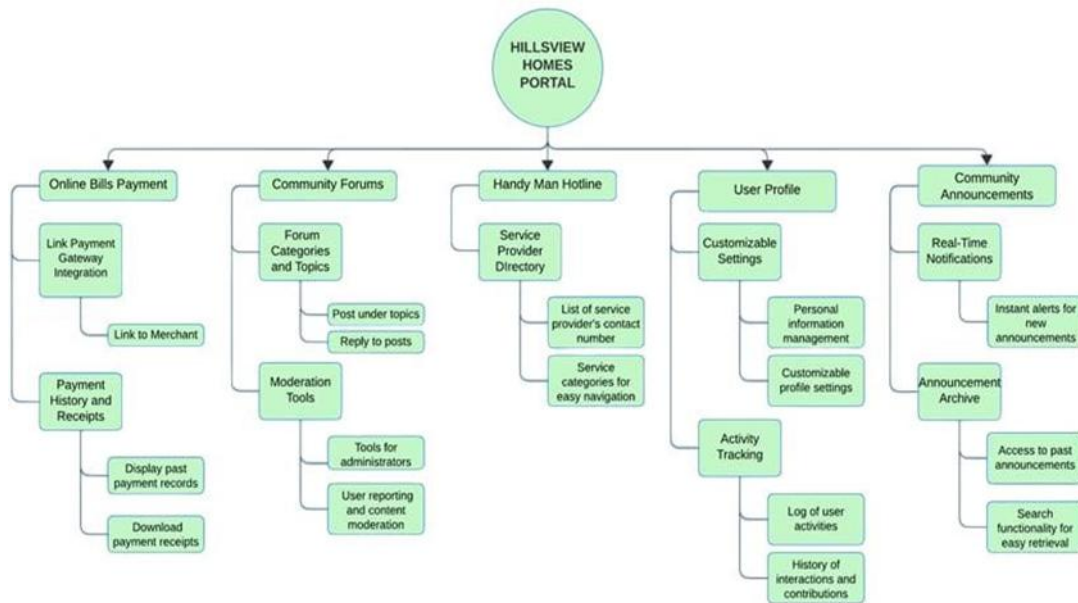 HILLSVIEW
HOMES
PORTAL
Online Bills Payment
Link Payment
Gateway
Integration
Link to Merchant
Payment
History and
Receipts
Display past
payment records
Download
payment receipts
Community Forums
Forum
Categories
and Topics
Post under topics
Reply to posts
Moderation
Tools
Tools for
administrators
User reporting
and content
moderation
Handy Man Hotline
Service
Provider
DIrectory
List of service
provider's contact
number
Service
categories for
easy navigation
User Profile
Customizable
Settings
Personal
information
management
Customizable
profile settings
Activity
Tracking
Log of user
activities
History of
interactions and
contributions
Community
Announcements
Real-Time
Notifications
Instant alerts for
new
announcements
Announcement
Archive
Access to past
announcements
Search
functionality for
easy retrieval